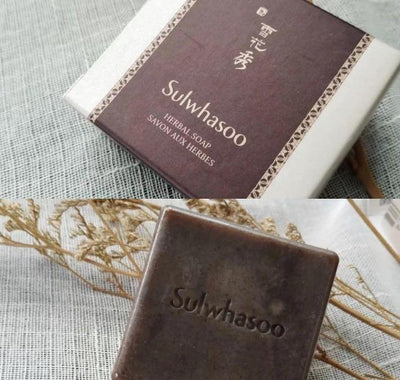 雪花秀
Sulwhasoo
HERBAL SOAP
SAVON AUX HERBES
Sulwhasoo